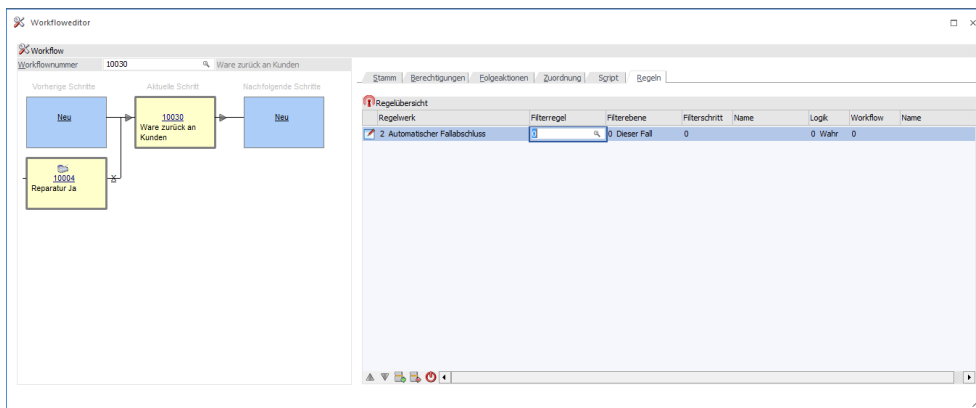 Workfloweditor
Workflow
Workflownummer 10030 Ware zurück an Kunden
Vorherige Schritte Aktuelle Schritt Nachfolgende Schritte
Neu
10030
Ware zurück an
Kunden
Neu
10004
Reparatur Ja
Stamm Berechtigungen Folgeaktionen Zuordnung Script Regeln
Regelübersicht
Regelwerk Filterregel Filterebene Filterschritt Name Logik Workflow Name
2 Automatischer Fallabschluss 0 0 Dieser Fall 0 0 Wahr 0